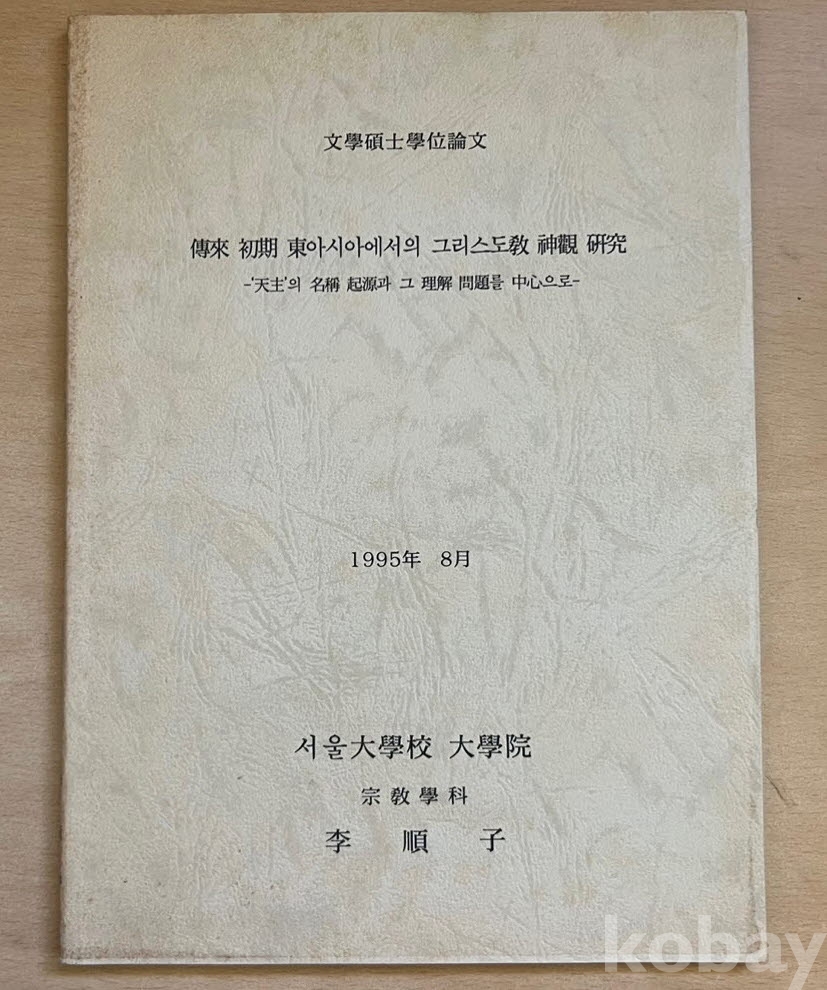 文學碩士學位論文
傳來 初期 東아시아에서의 그리스도敎 神觀 硏究
-'天主'의 名稱 起源과 그 理解 問題를 中心으로-
1995年 8月
서울大學校 大學院
宗敎學科
李順子
kobay